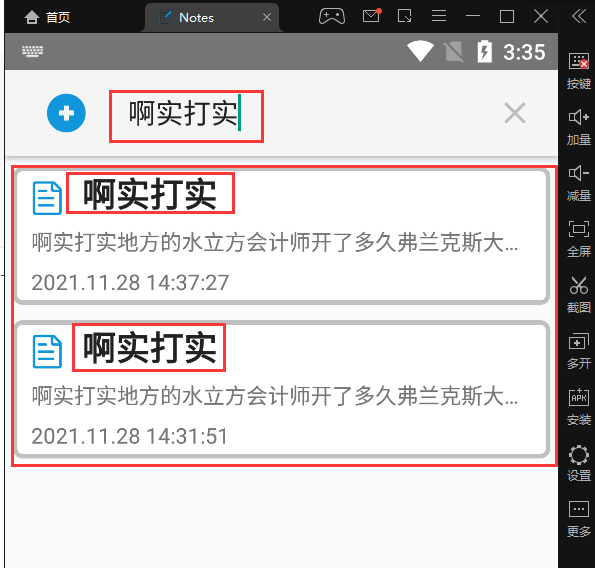 首页
Notes
3:35
啊实打实
啊实打实
啊实打实地方的水立方会计师开了多久弗兰克斯大...
2021.11.28 14:37:27
啊实打实
啊实打实地方的水立方会计师开了多久弗兰克斯大...
2021.11.28 14:31:51
按键
加量
减量
全屏
截图
多开
APK
安装
设置
更多